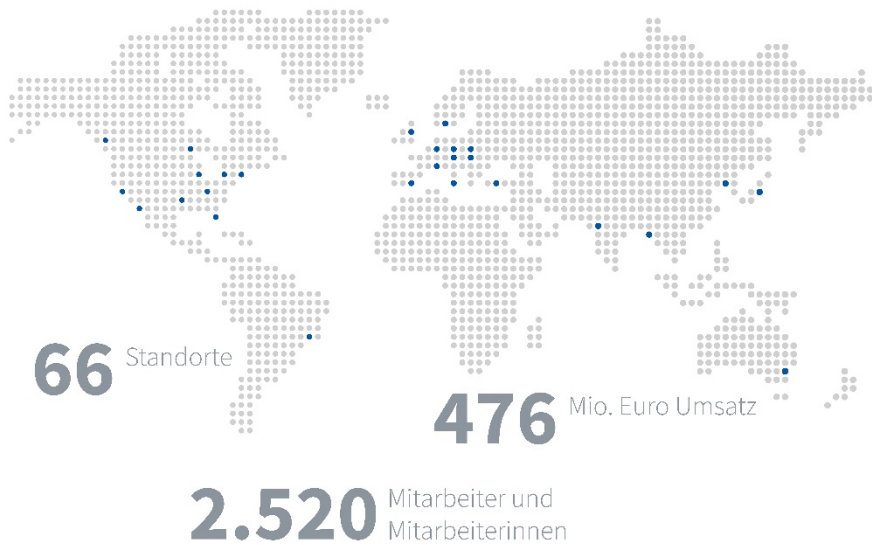 66 Standorte
476 Mio. Euro Umsatz
2.520 Mitarbeiter und
Mitarbeiterinnen